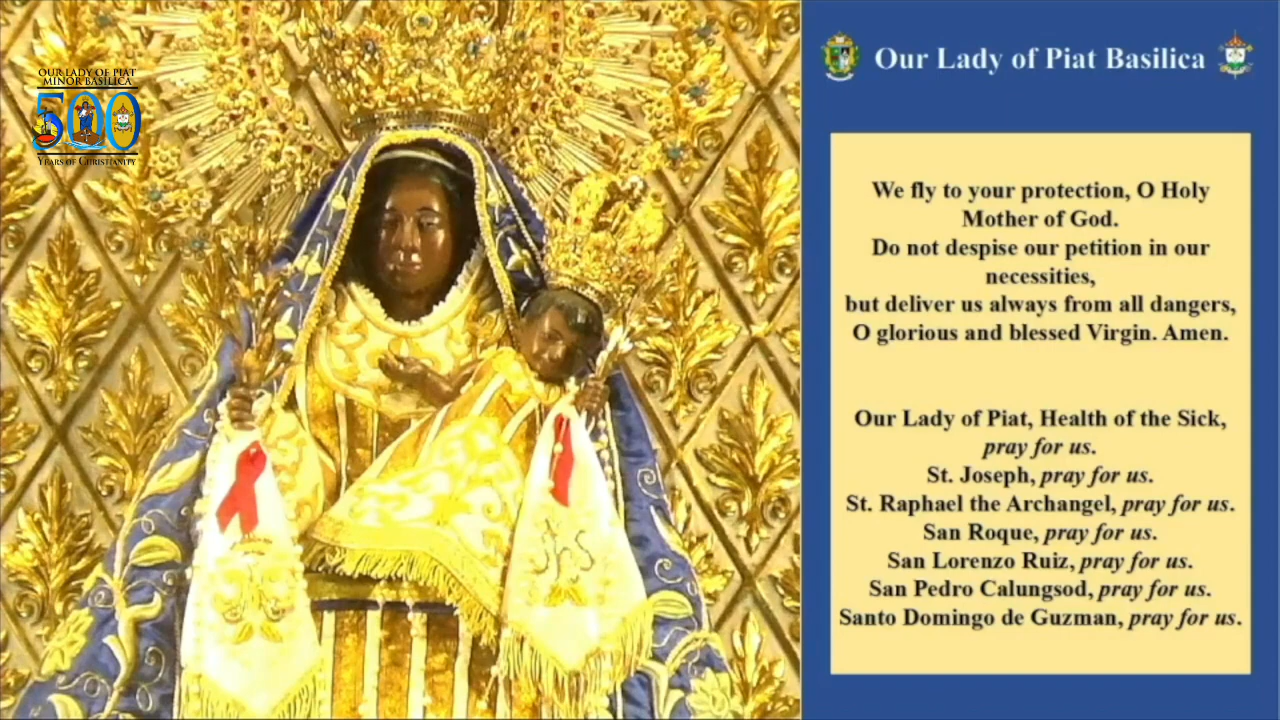 OUR LADY OF PIAT
MINOR BASILICA
500
YEARS OF CHRISTIANITY
Our Lady of Piat Basilica
We fly to your protection, O Holy
Mother of God.
Do not despise our petition in our
necessities,
but deliver us always from all dangers,
O glorious and blessed Virgin. Amen.
Our Lady of Piat, Health of the Sick,
pray for us.
St. Joseph, pray for us.
St. Raphael the Archangel, pray for us.
San Roque, pray for us.
San Lorenzo Ruiz, pray for us.
San Pedro Calungsod, pray for us.
Santo Domingo de Guzman, pray for us.